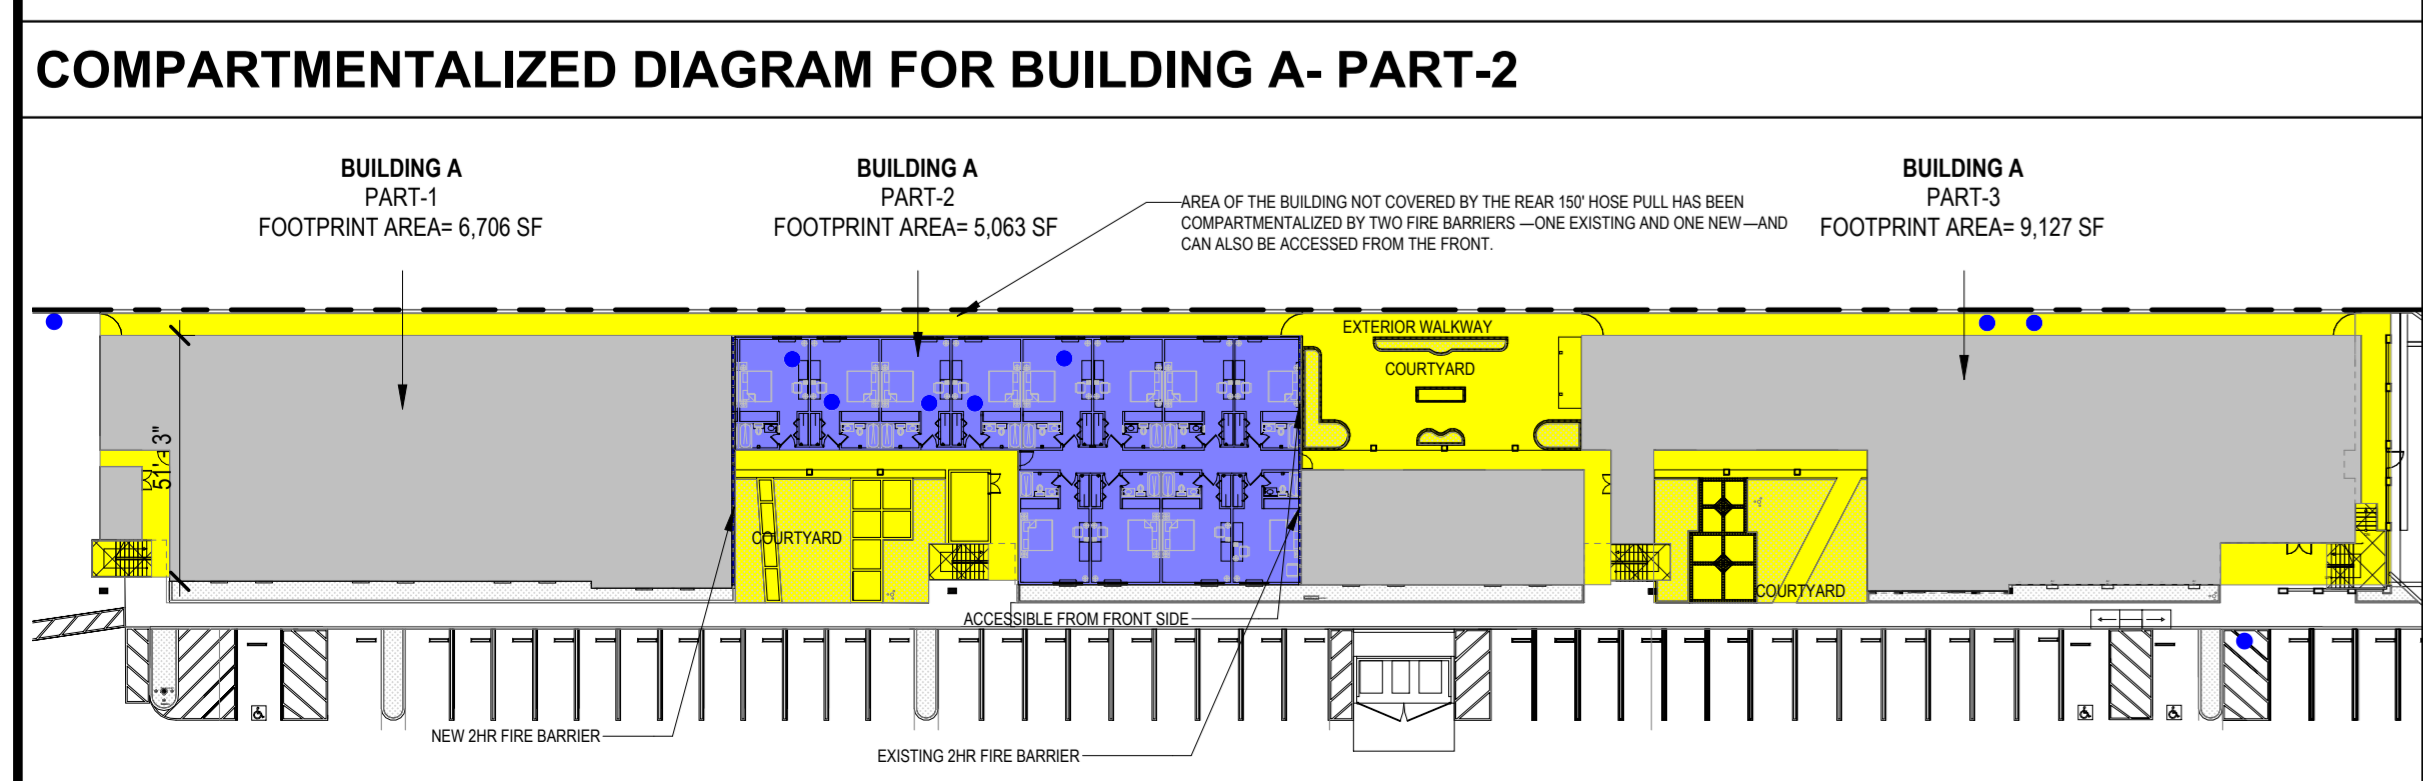 COMPARTMENTALIZED DIAGRAM FOR BUILDING A- PART-2
BUILDING A
PART-1
FOOTPRINT AREA= 6,706 SF
BUILDING A
PART-2
FOOTPRINT AREA= 5,063 SF
AREA OF THE BUILDING NOT COVERED BY THE REAR 150' HOSE PULL HAS BEEN
COMPARTMENTALIZED BY TWO FIRE BARRIERS —ONE EXISTING AND ONE NEW—AND
CAN ALSO BE ACCESSED FROM THE FRONT.
BUILDING A
PART-3
FOOTPRINT AREA= 9,127 SF
EXTERIOR WALKWAY
COURTYARD
51'-3"
COURTYARD
COURTYARD
ACCESSIBLE FROM FRONT SIDE
NEW 2HR FIRE BARRIER
EXISTING 2HR FIRE BARRIER